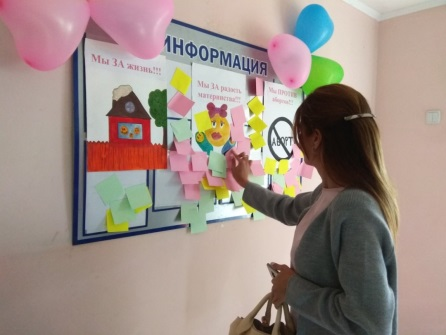 ИНФОРМАЦИЯ
Мы ЗА жизнь!!!
Мы ЗА радость
материнства!!!
Мы ПРОТИВ
абортов!!!
АБОРТ